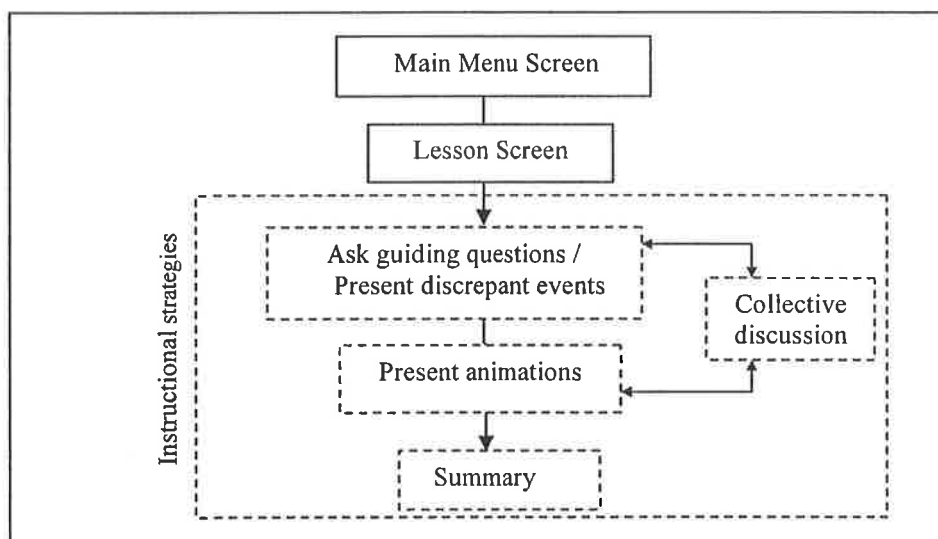 Main Menu Screen
Lesson Screen
Instructional strategies
Ask guiding questions /
Present discrepant events
Collective
discussion
Present animations
Summary